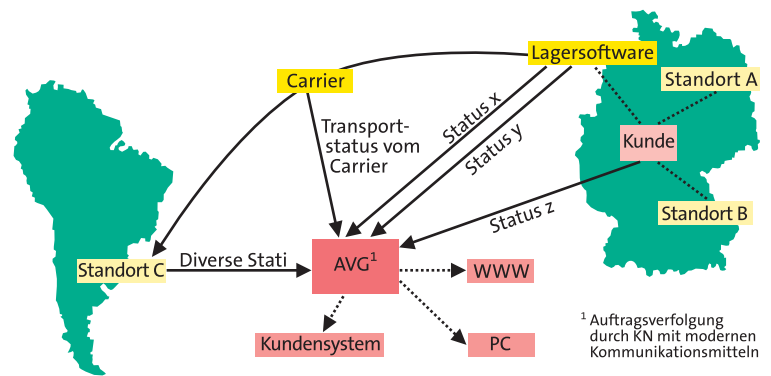 Lagersoftware
Carrier
Standort A
Transport-
status vom
Carrier
Status x
Status y
Kunde
Standort B
Status z
Diverse Stati
Standort C
AVG¹
WWW
Kundensystem
PC
¹ Auftragsverfolgung
durch KN mit modernen
Kommunikationsmitteln